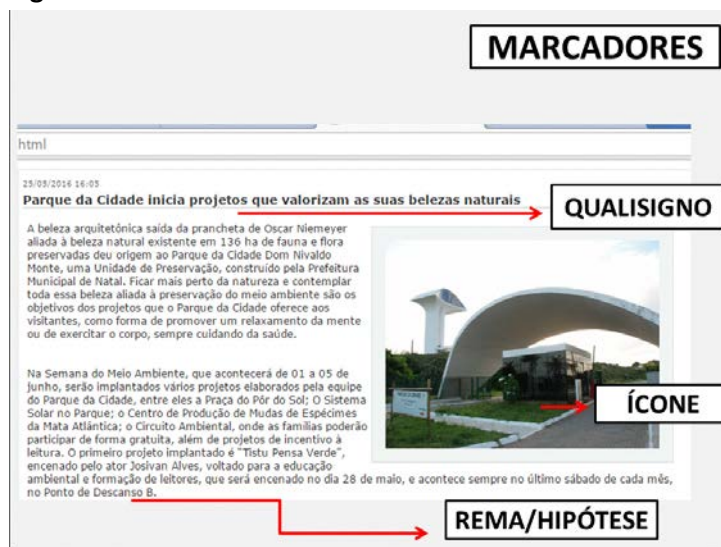 MARCADORES
html
25/05/2016 16:05
Parque da Cidade inicia projetos que valorizam as suas belezas naturais
QUALISIGNO
A beleza arquitetônica saída da prancheta de Oscar Niemeyer
aliada à beleza natural existente em 136 ha de fauna e flora
preservadas deu origem ao Parque da Cidade Dom Nivaldo
Monte, uma Unidade de Preservação, construído pela Prefeitura
Municipal de Natal. Ficar mais perto da natureza e contemplar
toda essa beleza aliada à preservação do meio ambiente são os
objetivos dos projetos que o Parque da Cidade oferece aos
visitantes, como forma de promover um relaxamento da mente
ou de exercitar o corpo, sempre cuidando da saúde.
Na Semana do Meio Ambiente, que acontecerá de 01 a 05 de
junho, serão implantados vários projetos elaborados pela equipe
do Parque da Cidade, entre eles a Praça do Pôr do Sol; O Sistema
Solar no Parque; o Centro de Produção de Mudas de Espécimes
da Mata Atlântica; o Circuito Ambiental, onde as famílias poderão
participar de forma gratuita, além de projetos de incentivo à
leitura. O primeiro projeto implantado é "Tistu Pensa Verde",
encenado pelo ator Josivan Alves, voltado para a educação
ambiental e formação de leitores, que será encenado no dia 28 de maio, e acontece sempre no último sábado de cada mês,
no Ponto de Descanso B.
ÍCONE
REMA/HIPÓTESE